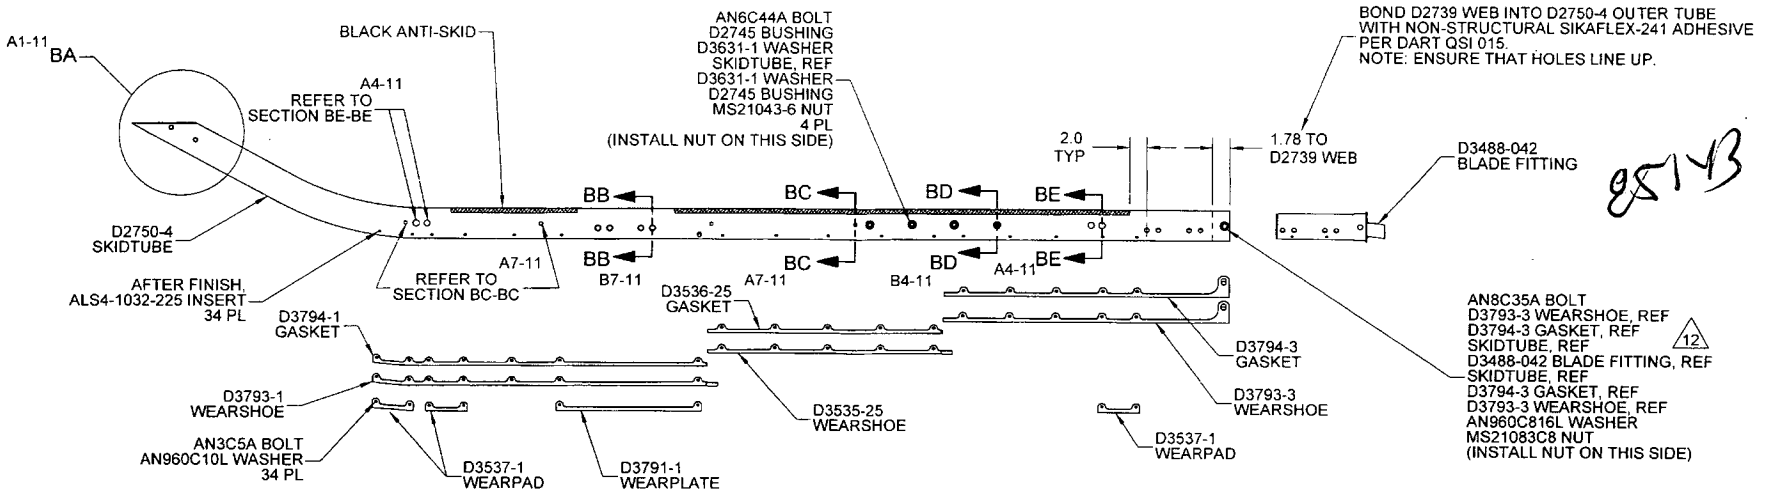 A1-11
BA
BLACK ANTI-SKID
A4-11
REFER TO
SECTION BE-BE
AN6C44A BOLT
D2745 BUSHING
D3631-1 WASHER
SKIDTUBE, REF
D3631-1 WASHER
D2745 BUSHING
MS21043-6 NUT
4 PL
(INSTALL NUT ON THIS SIDE)
BOND D2739 WEB INTO D2750-4 OUTER TUBE
WITH NON-STRUCTURAL SIKAFLEX-241 ADHESIVE
PER DART QSI 015.
NOTE: ENSURE THAT HOLES LINE UP.
2.0
TYP
1.78 TO
D2739 WEB
D3488-042
BLADE FITTING
BB
BC
BD
BE
D2750-4
SKIDTUBE
AFTER FINISH,
ALS4-1032-225 INSERT
34 PL
REFER TO
SECTION BC-BC
A7-11
BB
B7-11
BC
A7-11
BD
B4-11
BE
A4-11
D3794-1
GASKET
D3536-25
GASKET
D3794-3
GASKET
D3793-1
WEARSHOE
D3535-25
WEARSHOE
D3793-3
WEARSHOE
AN3C5A BOLT
AN960C10L WASHER
34 PL
D3537-1
WEARPAD
D3791-1
WEARPLATE
D3537-1
WEARPAD
AN8C35A BOLT
D3793-3 WEARSHOE, REF
D3794-3 GASKET, REF
SKIDTUBE, REF
12
D3488-042 BLADE FITTING, REF
SKIDTUBE, REF
D3794-3 GASKET, REF
D3793-3 WEARSHOE, REF
AN960C816L WASHER
MS21083C8 NUT
(INSTALL NUT ON THIS SIDE)